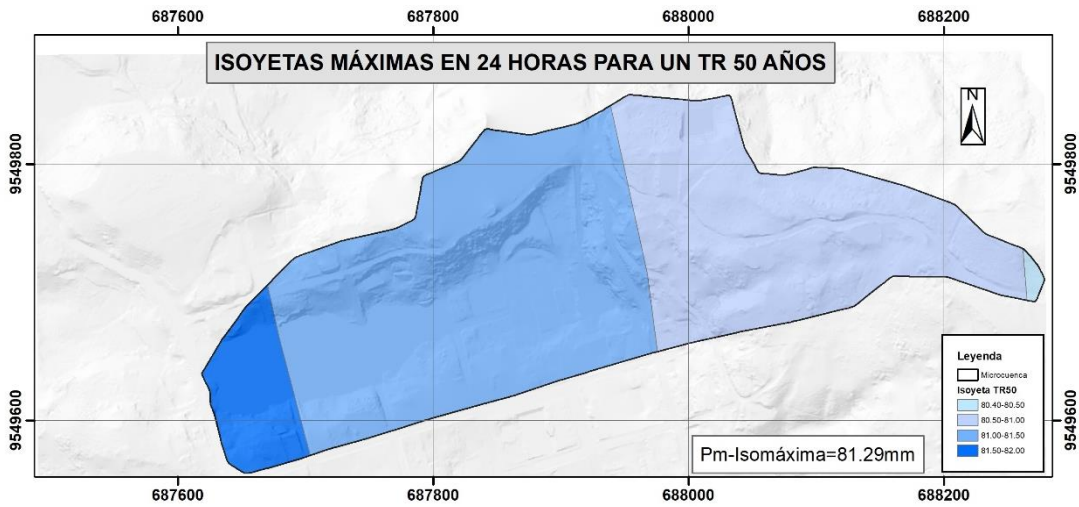 687600 687800 688000 688200
ISOYETAS MÁXIMAS EN 24 HORAS PARA UN TR 50 AÑOS
N
9549800 9549800
Leyenda
Microcuenca
Isoyeta TR50
80.40-80.50
80.50-81.00
81.00-81.50
81.50-82.00
9549600 9549600
Pm-Isomáxima=81.29mm
687600 687800 688000 688200